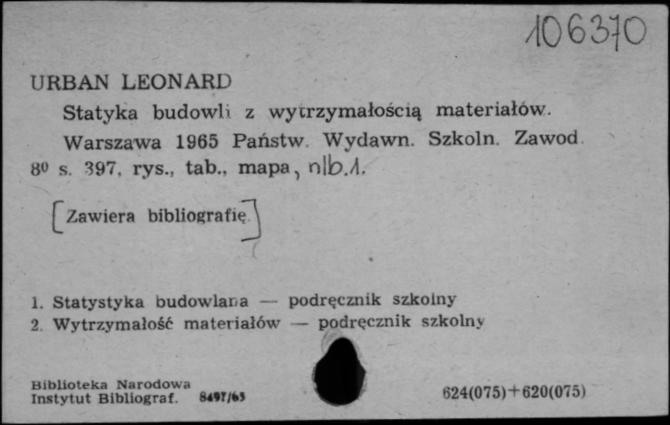 106370
URBAN LEONARD
Statyka budowli z wytrzymałością materiałów.
Warszawa 1965 Państw. Wydawn. Szkoln. Zawod.
8⁰ s. 397, rys., tab., mapa, nlb.1.
[Zawiera bibliografię.]
1. Statystyka budowlana — podręcznik szkolny
2. Wytrzymałość materiałów — podręcznik szkolny
Biblioteka Narodowa
Instytut Bibliograf. 8497/65
624(075)+620(075)